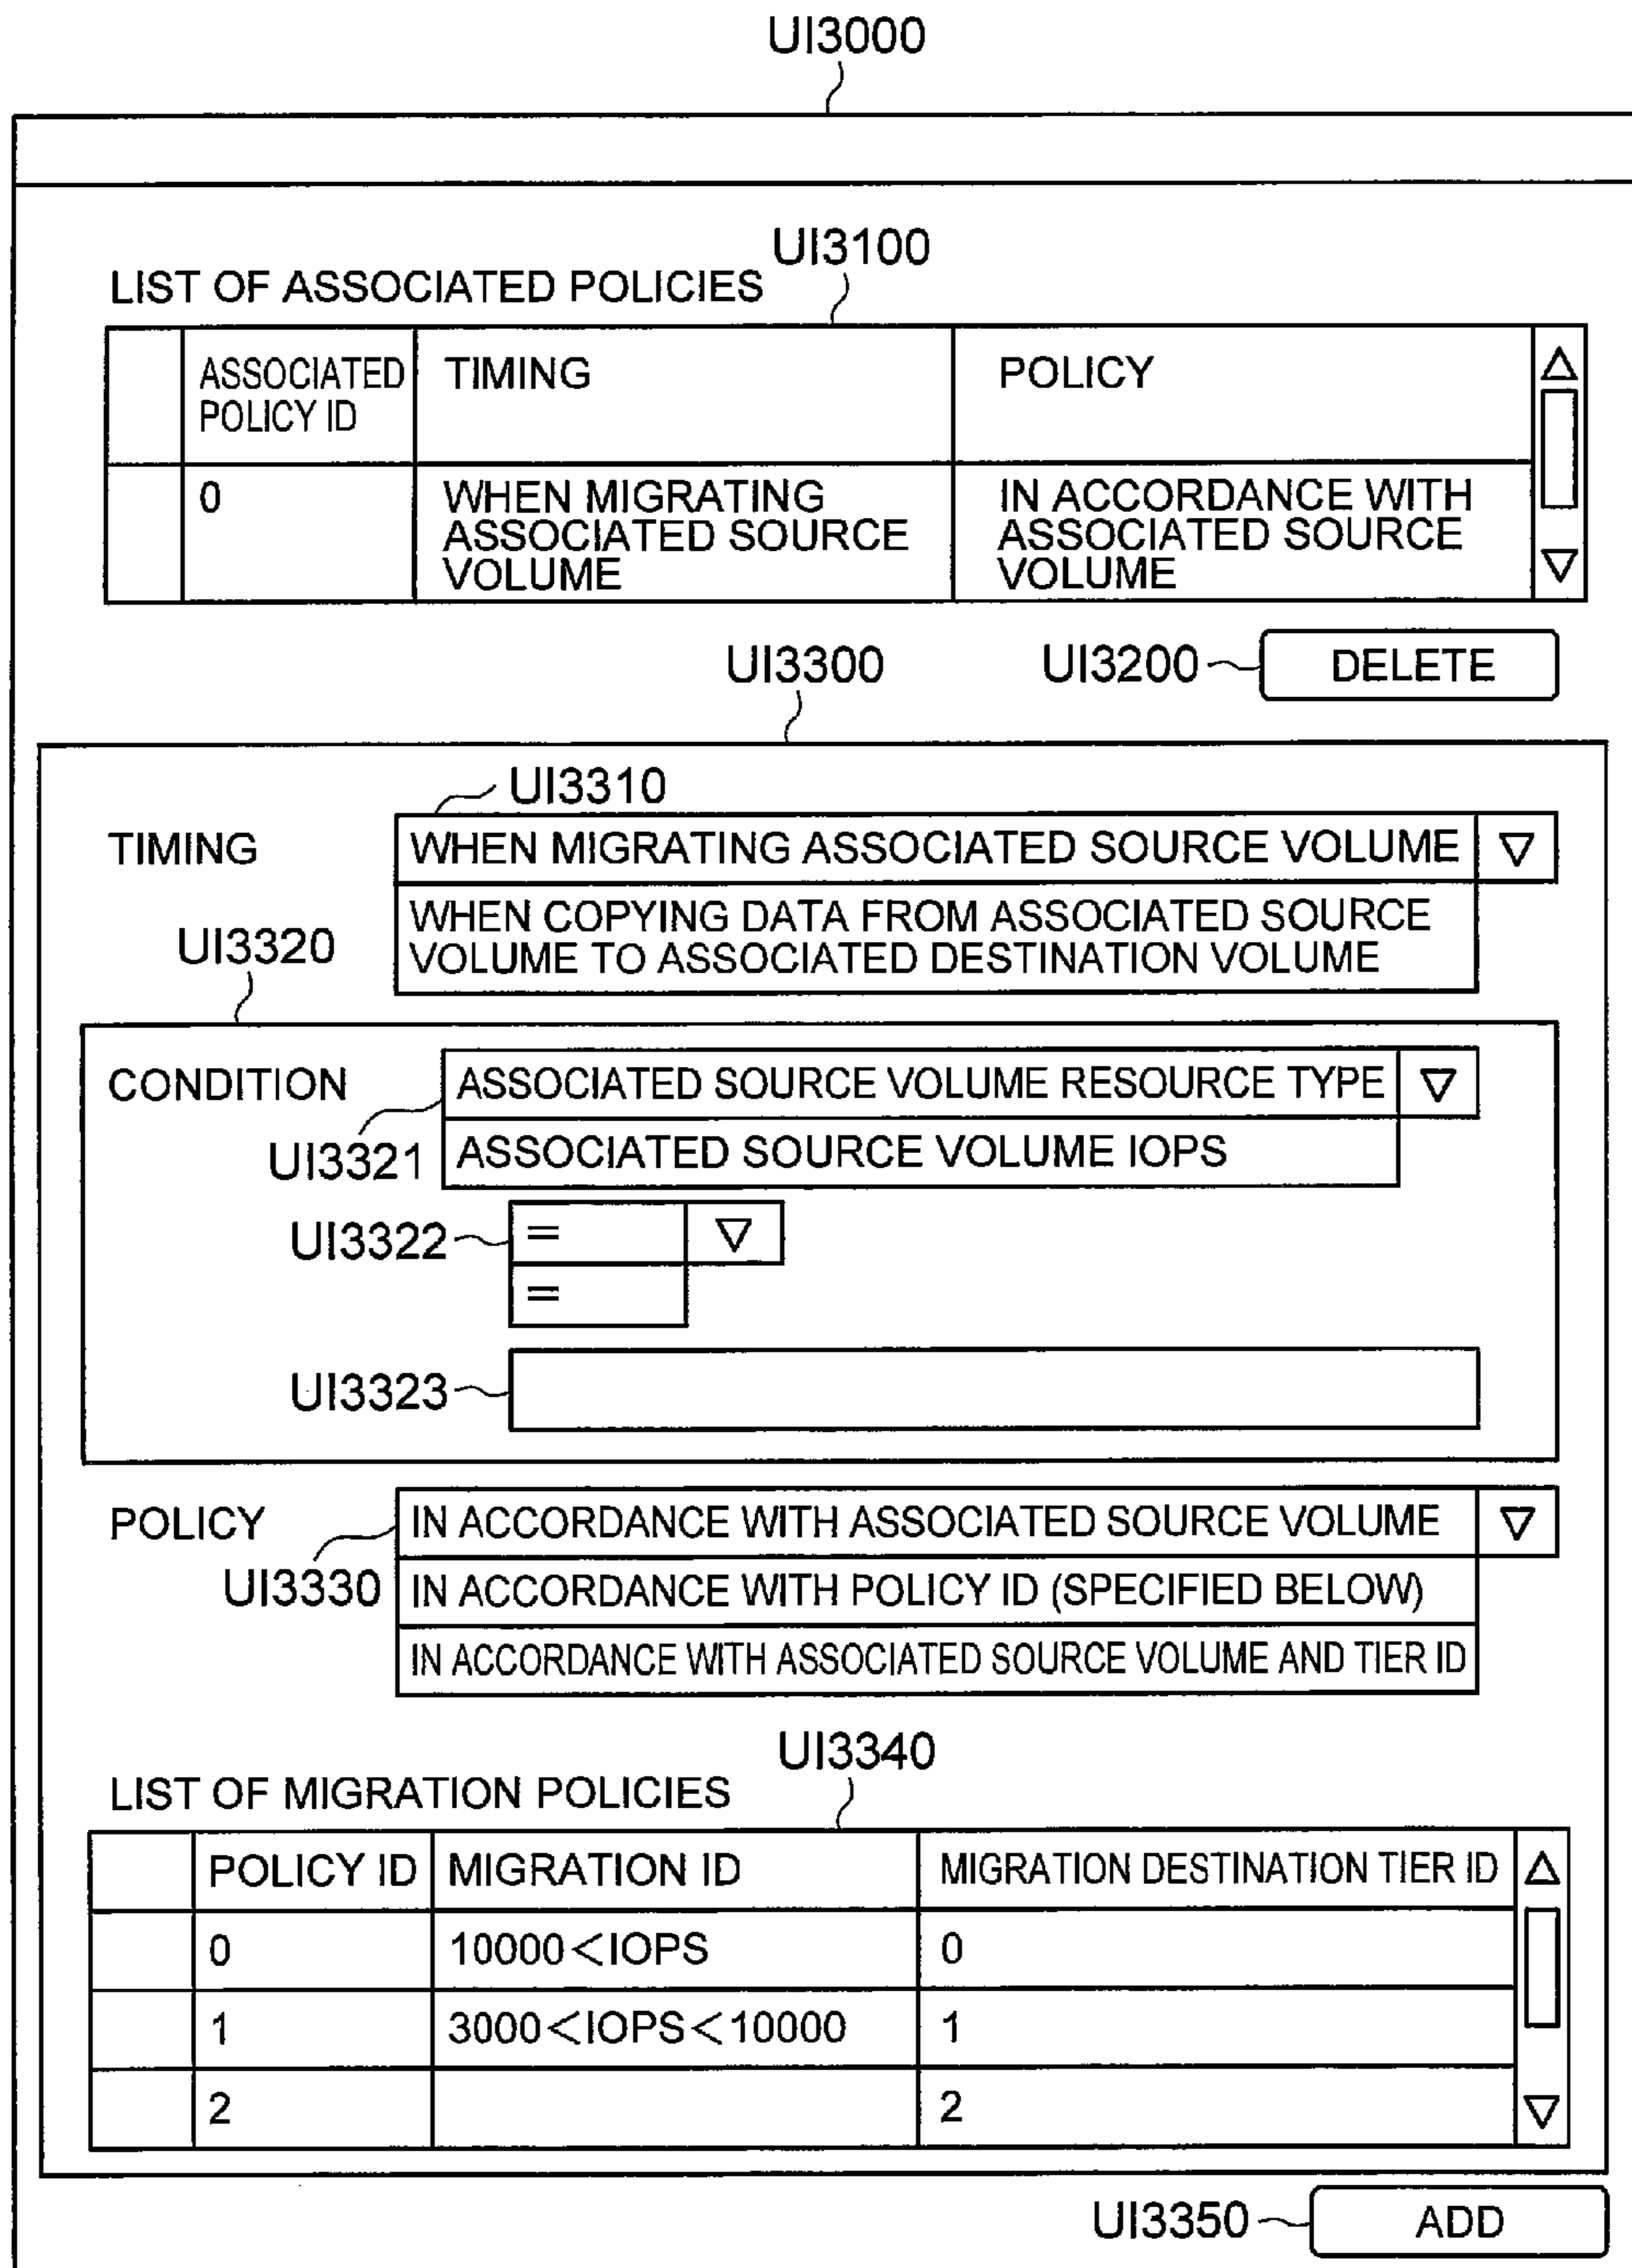 UI3000
UI3100
LIST OF ASSOCIATED POLICIES
ASSOCIATED
POLICY ID
TIMING
POLICY
0
WHEN MIGRATING
ASSOCIATED SOURCE
VOLUME
IN ACCORDANCE WITH
ASSOCIATED SOURCE
VOLUME
UI3300
UI3200
DELETE
UI3310
TIMING
WHEN MIGRATING ASSOCIATED SOURCE VOLUME
WHEN COPYING DATA FROM ASSOCIATED SOURCE
VOLUME TO ASSOCIATED DESTINATION VOLUME
UI3320
CONDITION
ASSOCIATED SOURCE VOLUME RESOURCE TYPE
UI3321
ASSOCIATED SOURCE VOLUME IOPS
UI3322
=
=
UI3323
POLICY
IN ACCORDANCE WITH ASSOCIATED SOURCE VOLUME
UI3330
IN ACCORDANCE WITH POLICY ID (SPECIFIED BELOW)
IN ACCORDANCE WITH ASSOCIATED SOURCE VOLUME AND TIER ID
UI3340
LIST OF MIGRATION POLICIES
POLICY ID
MIGRATION ID
MIGRATION DESTINATION TIER ID
0
10000<IOPS
0
1
3000<IOPS<10000
1
2
2
UI3350
ADD